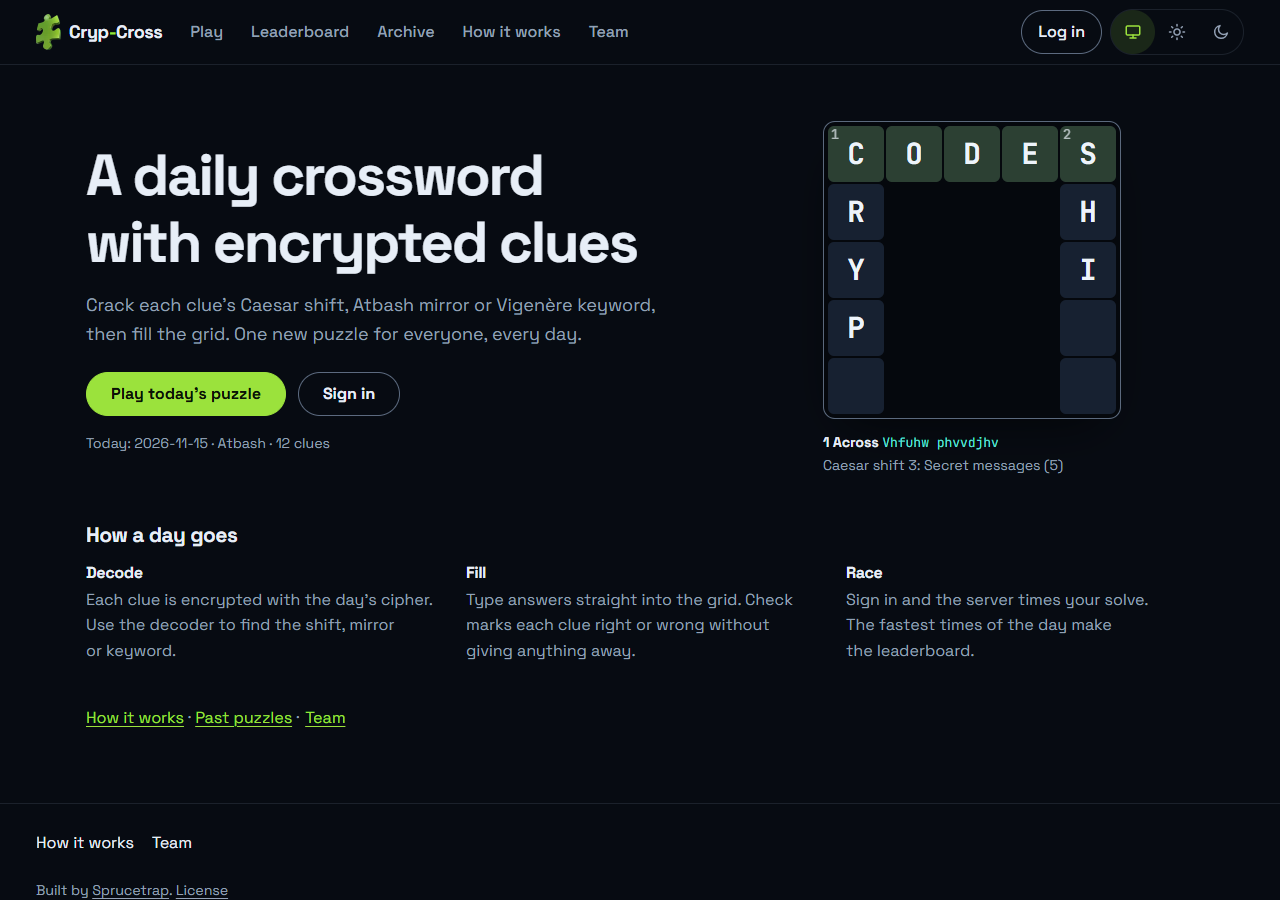 Cryp-Cross Play Leaderboard Archive How it works Team Log in
A daily crossword
with encrypted clues
Crack each clue's Caesar shift, Atbash mirror or Vigenère keyword,
then fill the grid. One new puzzle for everyone, every day.
Play today's puzzle Sign in
Today: 2026-11-15 · Atbash · 12 clues
1 C O D E 2 S
R H
Y I
P
1 Across Vhfuhw phvvdjhv
Caesar shift 3: Secret messages (5)
How a day goes
Decode
Each clue is encrypted with the day's cipher.
Use the decoder to find the shift, mirror
or keyword.
Fill
Type answers straight into the grid. Check
marks each clue right or wrong without
giving anything away.
Race
Sign in and the server times your solve.
The fastest times of the day make
the leaderboard.
How it works · Past puzzles · Team
How it works Team
Built by Sprucetrap. License